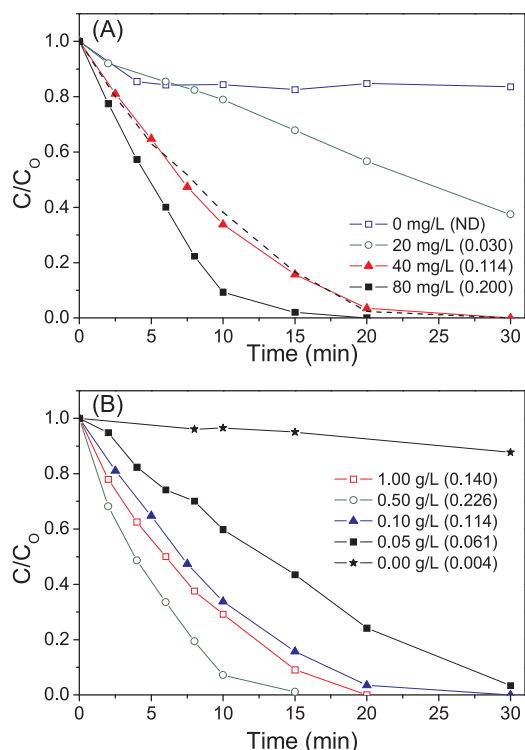 (A)
1.0
0.8
0.6
0.4
0.2
0.0
C/C_O
0 mg/L (ND)
20 mg/L (0.030)
40 mg/L (0.114)
80 mg/L (0.200)
0 5 10 15 20 25 30
Time (min)
(B)
1.0
0.8
0.6
0.4
0.2
0.0
C/C_O
1.00 g/L (0.140)
0.50 g/L (0.226)
0.10 g/L (0.114)
0.05 g/L (0.061)
0.00 g/L (0.004)
0 5 10 15 20 25 30
Time (min)